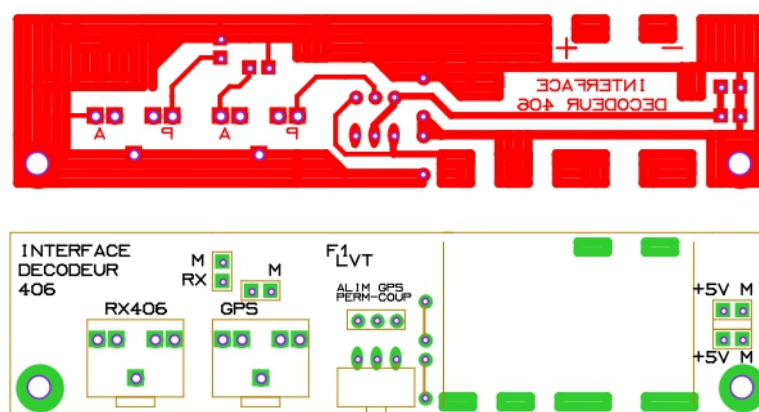 + -
INTERFACE
DECODEUR 406
A P A P
INTERFACE
DECODEUR
406
M
RX
M
F1
LVT
ALIM GPS
PERM-COUP
RX406
GPS
+5V M
+5V M